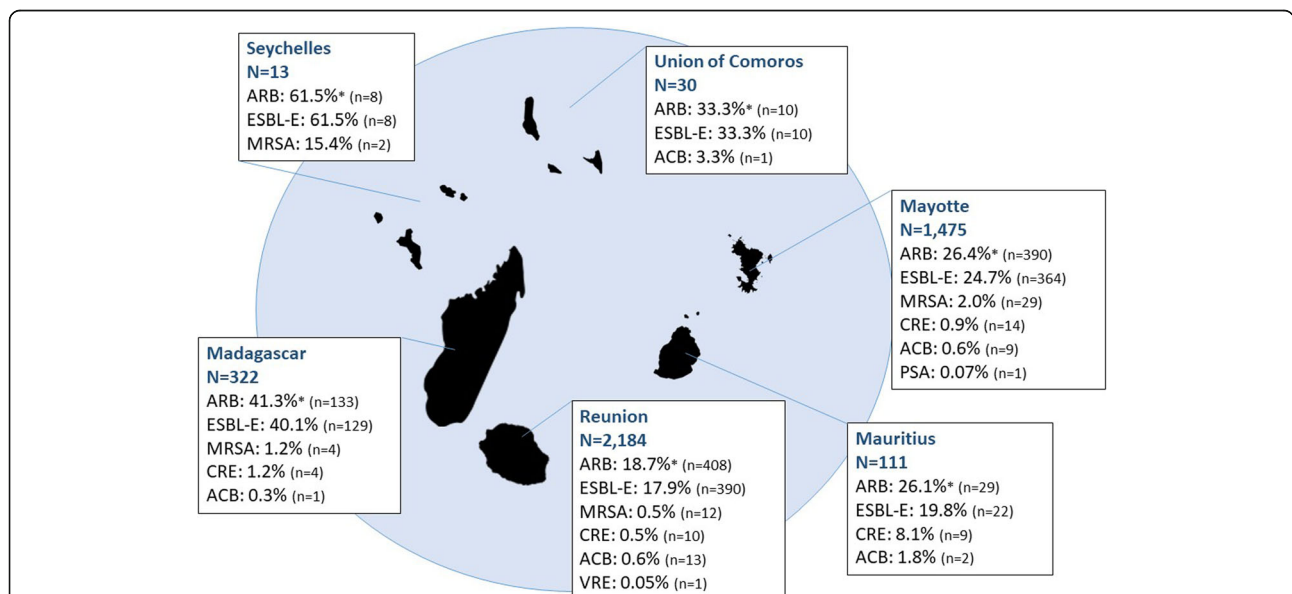 Seychelles
N=13
ARB: 61.5%* (n=8)
ESBL-E: 61.5% (n=8)
MRSA: 15.4% (n=2)
Union of Comoros
N=30
ARB: 33.3%* (n=10)
ESBL-E: 33.3% (n=10)
ACB: 3.3% (n=1)
Mayotte
N=1,475
ARB: 26.4%* (n=390)
ESBL-E: 24.7% (n=364)
MRSA: 2.0% (n=29)
CRE: 0.9% (n=14)
ACB: 0.6% (n=9)
PSA: 0.07% (n=1)
Madagascar
N=322
ARB: 41.3%* (n=133)
ESBL-E: 40.1% (n=129)
MRSA: 1.2% (n=4)
CRE: 1.2% (n=4)
ACB: 0.3% (n=1)
Reunion
N=2,184
ARB: 18.7%* (n=408)
ESBL-E: 17.9% (n=390)
MRSA: 0.5% (n=12)
CRE: 0.5% (n=10)
ACB: 0.6% (n=13)
VRE: 0.05% (n=1)
Mauritius
N=111
ARB: 26.1%* (n=29)
ESBL-E: 19.8% (n=22)
CRE: 8.1% (n=9)
ACB: 1.8% (n=2)